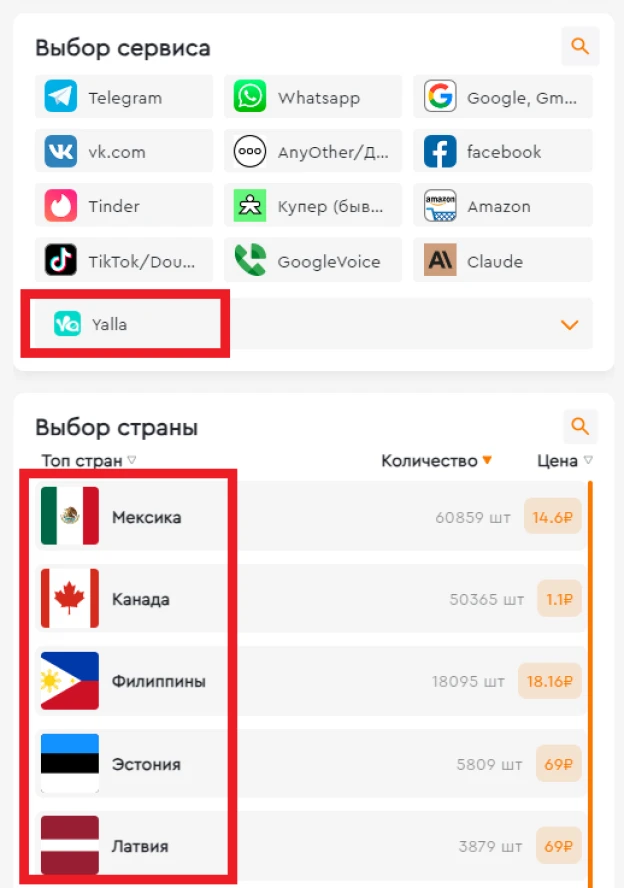 Выбор сервиса
Telegram
Whatsapp
Google, Gm...
vk.com
AnyOther/Д...
facebook
Tinder
Купер (быв...
amazon
Amazon
TikTok/Dou...
GoogleVoice
Claude
Yalla
Выбор страны
Топ стран ▽ Количество ▼ Цена ▽
Мексика 60859 шт 14.6₽
Канада 50365 шт 1.1₽
Филиппины 18095 шт 18.16₽
Эстония 5809 шт 69₽
Латвия 3879 шт 69₽